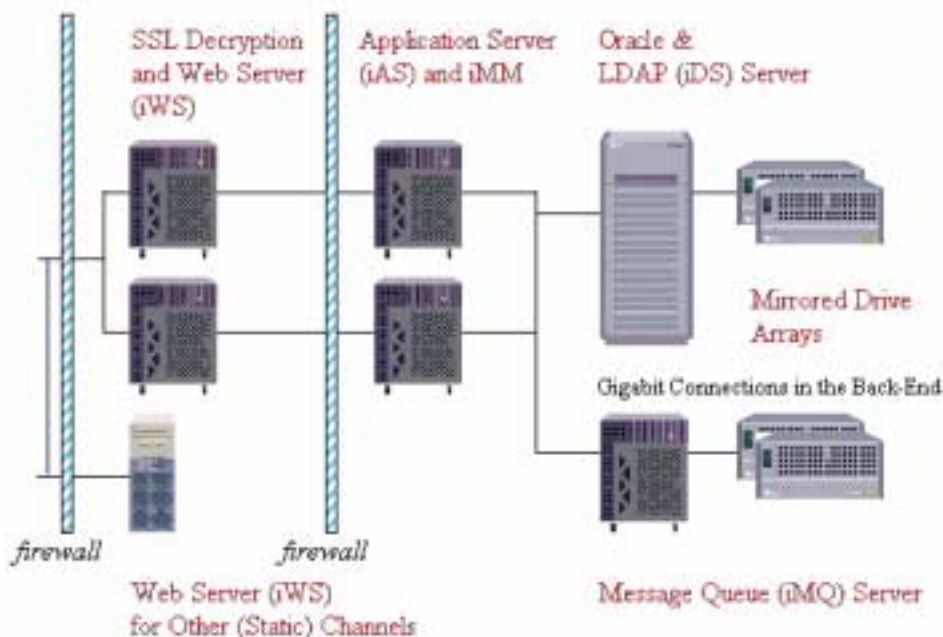 SSL Decryption
and Web Server
(iWS)
Application Server
(iAS) and iMM
Oracle &
LDAP (iDS) Server
Mirrored Drive
Arrays
Gigabit Connections in the Back-End
firewall
firewall
Web Server (iWS)
for Other (Static) Channels
Message Queue (iMQ) Server